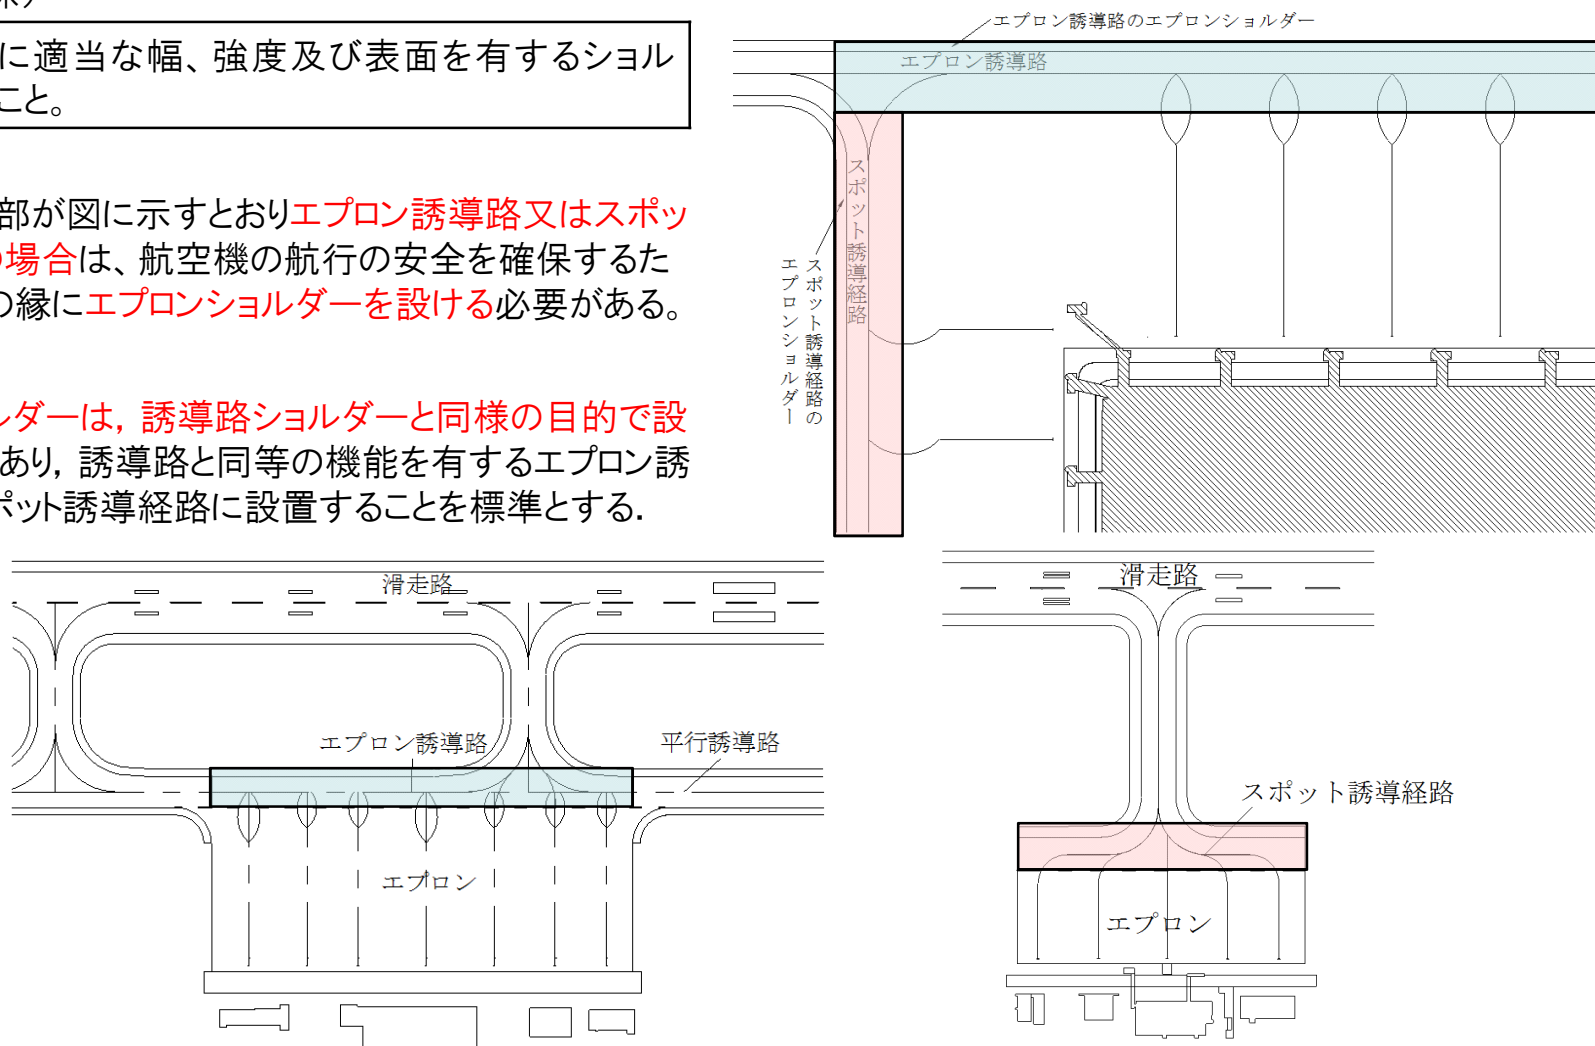 に適当な幅、強度及び表面を有するショル
こと。
部が図に示すとおりエプロン誘導路又はスポッ
場合は、航空機の航行の安全を確保するた
の縁にエプロンショルダーを設ける必要がある。
ルダーは，誘導路ショルダーと同様の目的で設
あり，誘導路と同等の機能を有するエプロン誘
ポット誘導経路に設置することを標準とする．
エプロン誘導路のエプロンショルダー
エプロン誘導路
スポット誘導経路
スポット誘導経路の
エプロンショルダー
滑走路
エプロン誘導路
平行誘導路
エプロン
滑走路
スポット誘導経路
エプロン